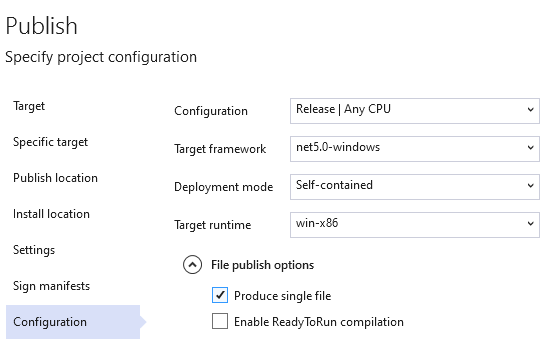 Publish
Specify project configuration
Target
Specific target
Publish location
Install location
Settings
Sign manifests
Configuration
Configuration Release | Any CPU
Target framework net5.0-windows
Deployment mode Self-contained
Target runtime win-x86
File publish options
Produce single file
Enable ReadyToRun compilation